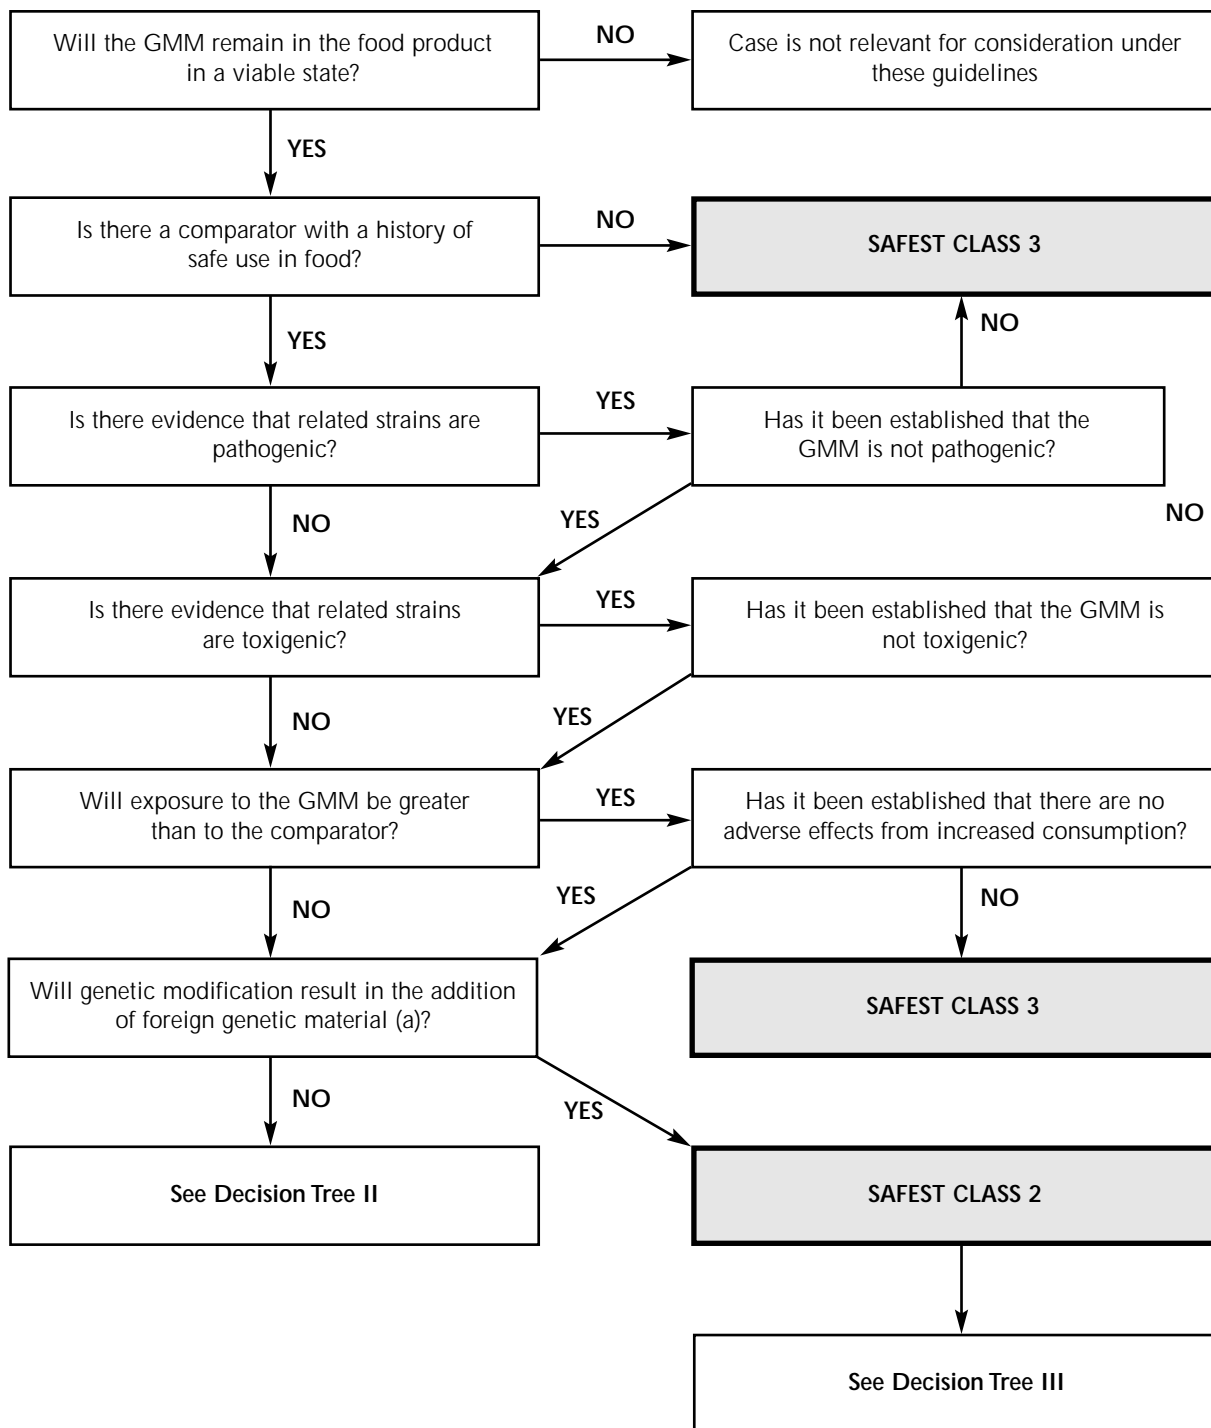 Will the GMM remain in the food product
in a viable state?
NO
Case is not relevant for consideration under
these guidelines
YES
Is there a comparator with a history of
safe use in food?
NO
SAFEST CLASS 3
YES
NO
Is there evidence that related strains are
pathogenic?
YES
Has it been established that the
GMM is not pathogenic?
NO
YES
NO
Is there evidence that related strains
are toxigenic?
YES
Has it been established that the GMM is
not toxigenic?
NO
YES
Will exposure to the GMM be greater
than to the comparator?
YES
Has it been established that there are no
adverse effects from increased consumption?
NO
YES
NO
Will genetic modification result in the addition
of foreign genetic material (a)?
SAFEST CLASS 3
NO
YES
See Decision Tree II
SAFEST CLASS 2
See Decision Tree III